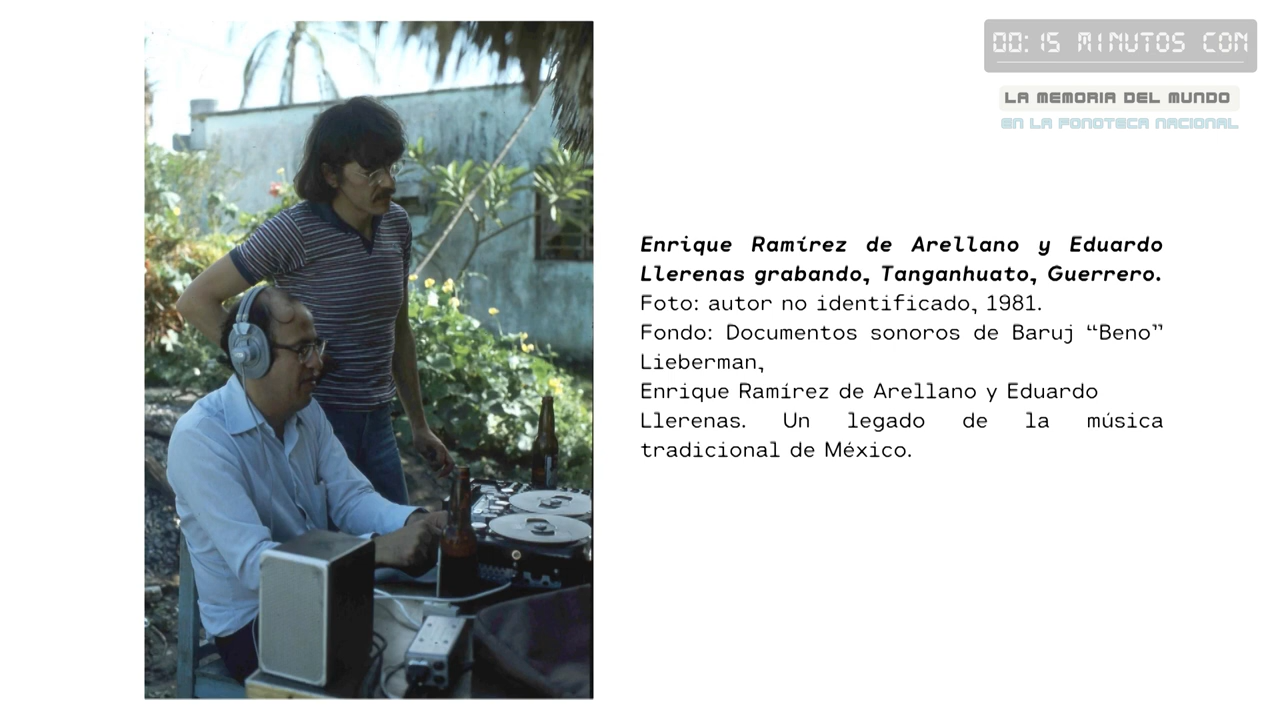 00:15 MINUTOS CON
LA MEMORIA DEL MUNDO
EN LA FONOTECA NACIONAL
Enrique Ramírez de Arellano y Eduardo
Llerenas grabando, Tanganhuato, Guerrero.
Foto: autor no identificado, 1981.
Fondo: Documentos sonoros de Baruj “Beno”
Lieberman,
Enrique Ramírez de Arellano y Eduardo
Llerenas. Un legado de la música
tradicional de México.